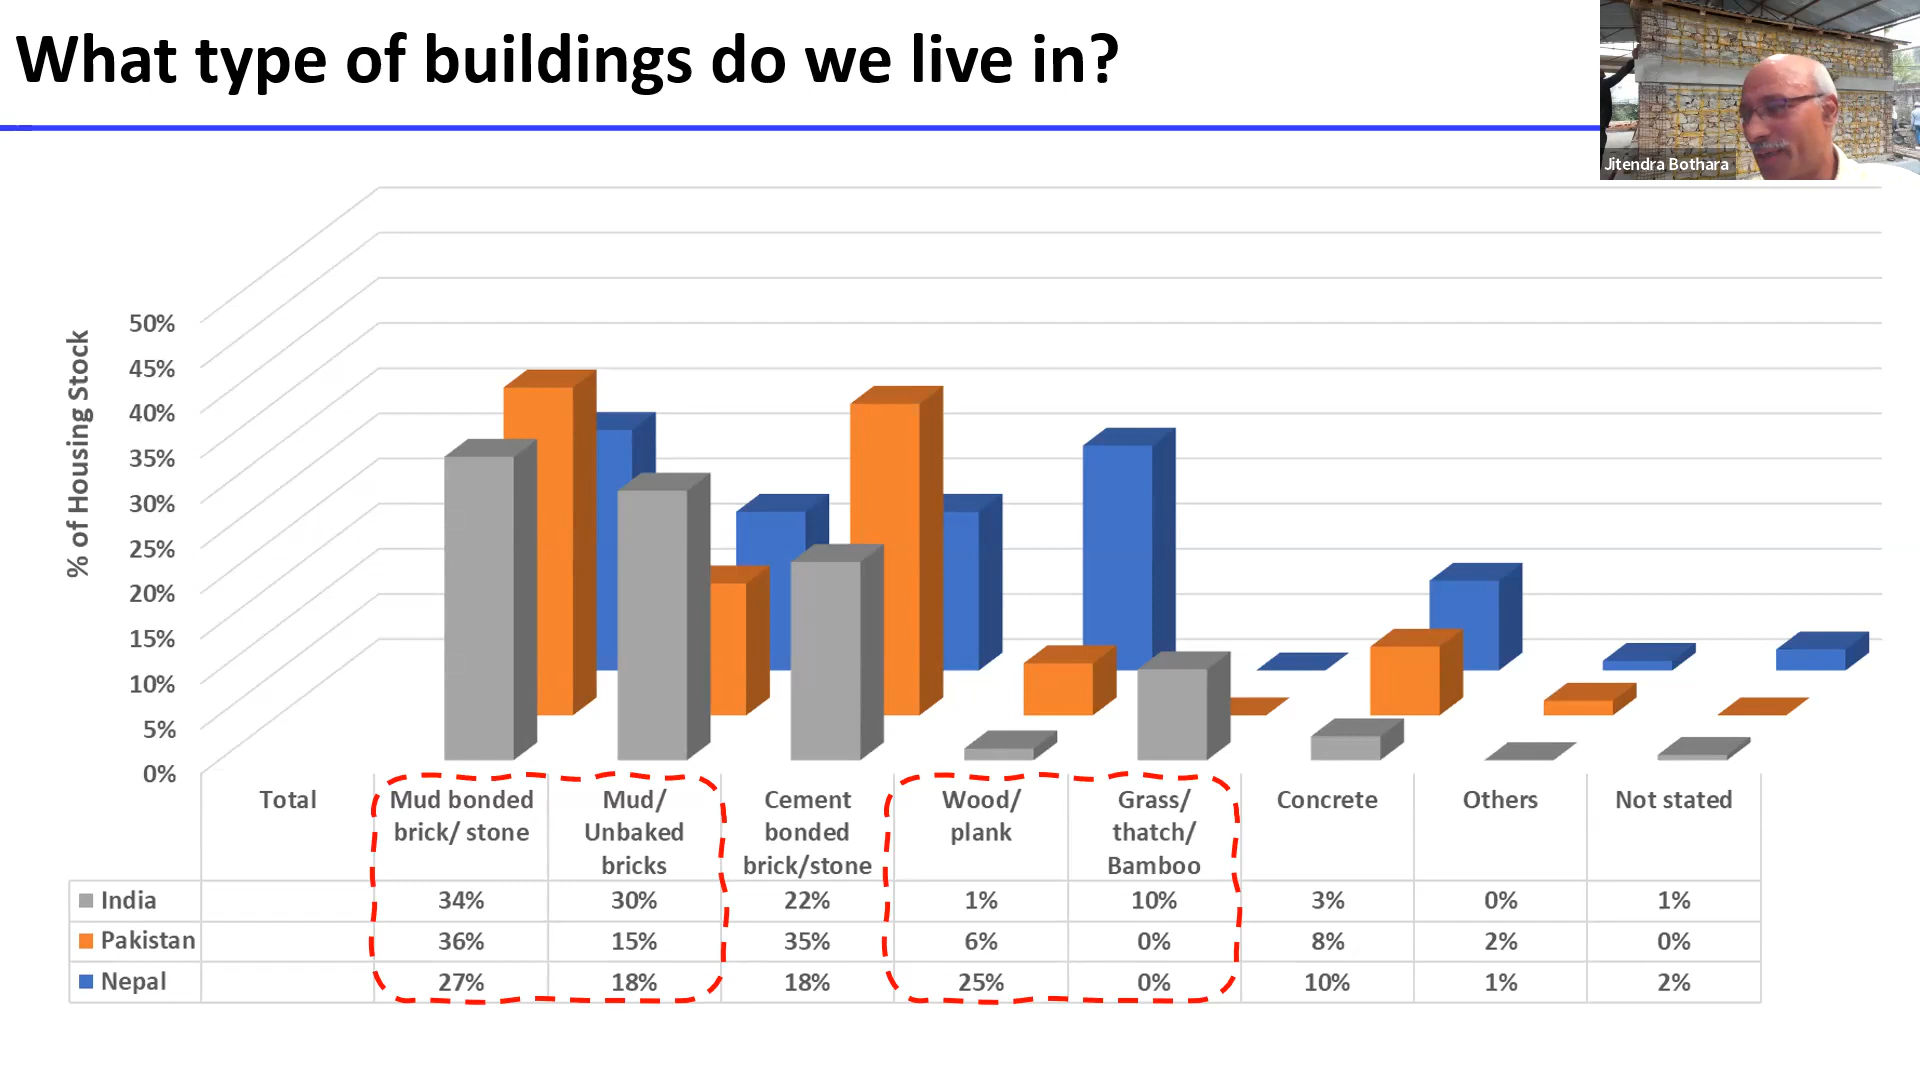 What type of buildings do we live in?
Jitendra Bothara
% of Housing Stock
50%
45%
40%
35%
30%
25%
20%
15%
10%
5%
0%
Total
Mud bonded
brick/ stone
Mud/
Unbaked
bricks
Cement
bonded
brick/stone
Wood/
plank
Grass/
thatch/
Bamboo
Concrete
Others
Not stated
India 34% 30% 22% 1% 10% 3% 0% 1%
Pakistan 36% 15% 35% 6% 0% 8% 2% 0%
Nepal 27% 18% 18% 25% 0% 10% 1% 2%